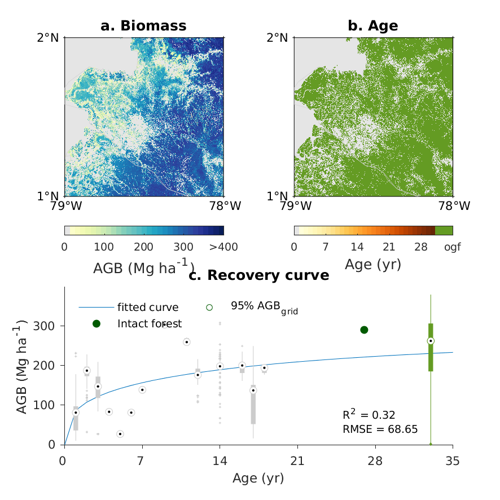 a. Biomass
b. Age
2°N
1°N
79°W
78°W
2°N
1°N
79°W
78°W
0 100 200 300 >400
AGB (Mg ha⁻¹)
0 7 14 21 28 ogf
Age (yr)
c. Recovery curve
fitted curve
95% AGBgrid
Intact forest
AGB (Mg ha⁻¹)
300
200
100
0
R² = 0.32
RMSE = 68.65
0 7 14 21 28 35
Age (yr)